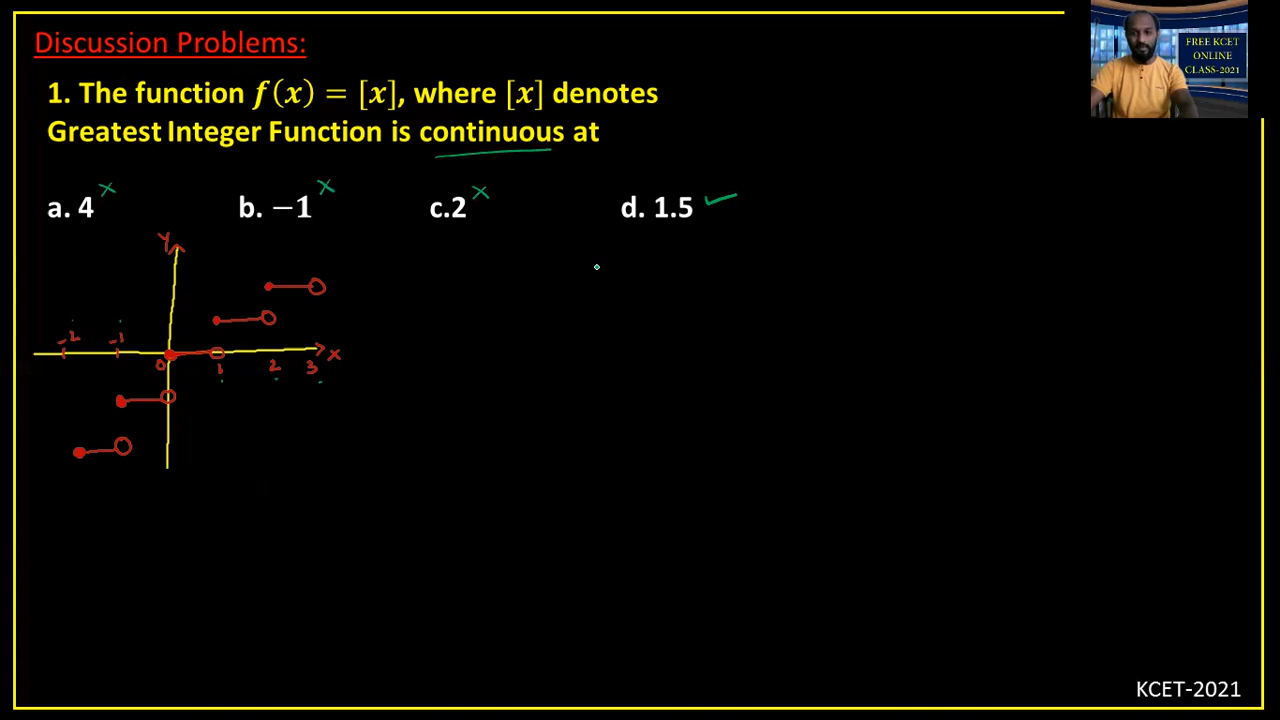 Discussion Problems:
FREE KCET
ONLINE
CLASS-2021
1. The function f(x) = [x], where [x] denotes
Greatest Integer Function is continuous at
a. 4 × b. −1 × c.2 × d. 1.5 ✓
Y
-2 -1
0 1 2 3 X
KCET-2021